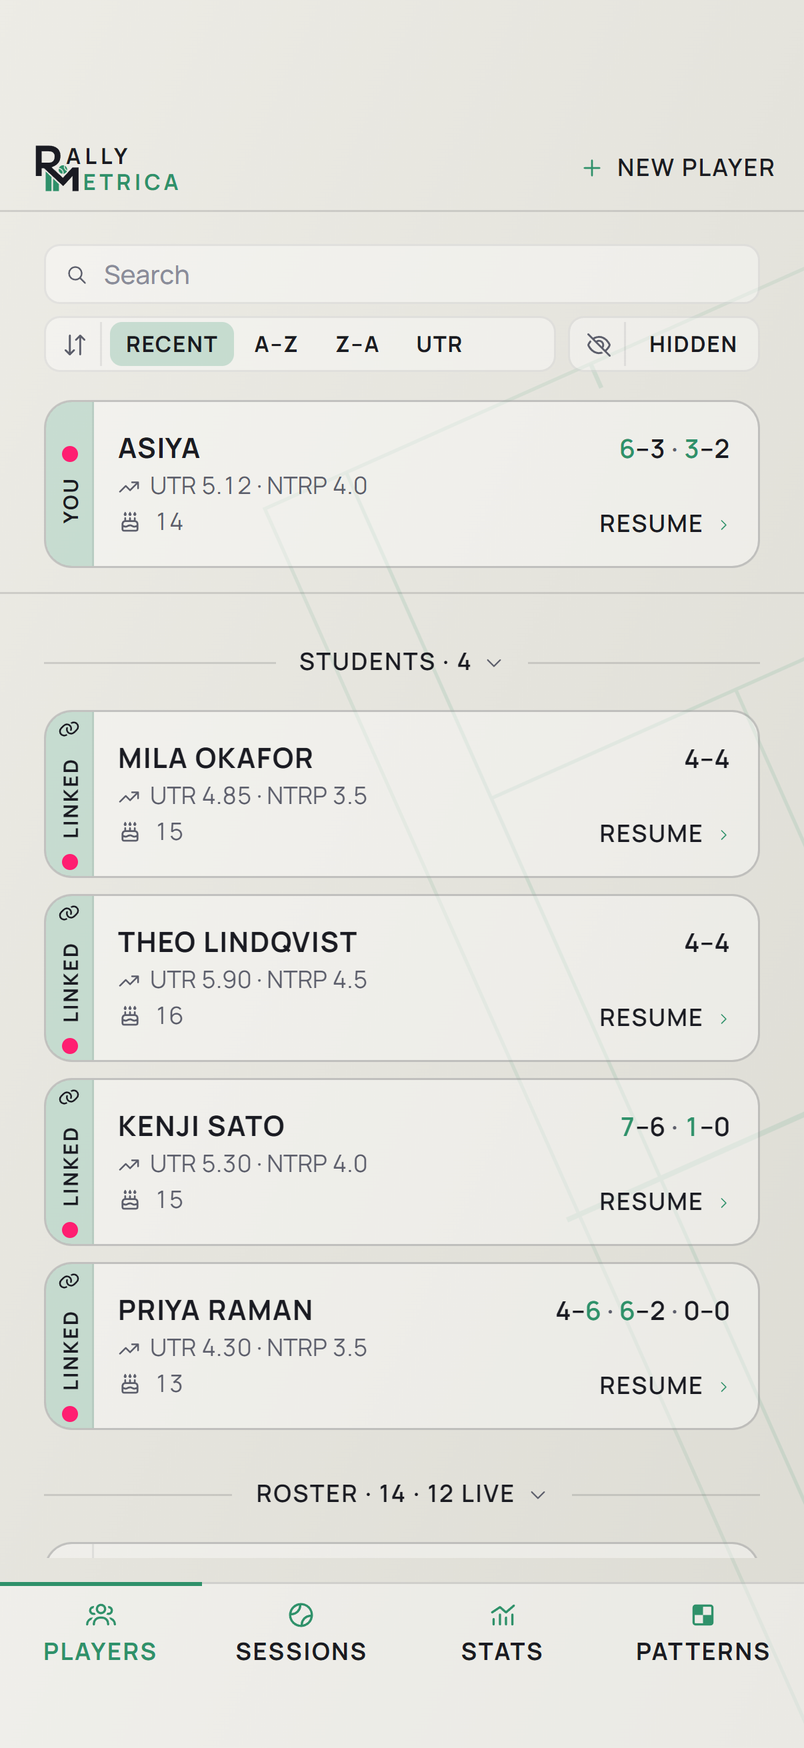 RALLY
METRICA
NEW PLAYER
Search
RECENT A–Z Z–A UTR HIDDEN
YOU
ASIYA 6–3 · 3–2
UTR 5.12 · NTRP 4.0
14 RESUME
STUDENTS · 4
LINKED
MILA OKAFOR 4–4
UTR 4.85 · NTRP 3.5
15 RESUME
LINKED
THEO LINDQVIST 4–4
UTR 5.90 · NTRP 4.5
16 RESUME
LINKED
KENJI SATO 7–6 · 1–0
UTR 5.30 · NTRP 4.0
15 RESUME
LINKED
PRIYA RAMAN 4–6 · 6–2 · 0–0
UTR 4.30 · NTRP 3.5
13 RESUME
ROSTER · 14 · 12 LIVE
PLAYERS SESSIONS STATS PATTERNS